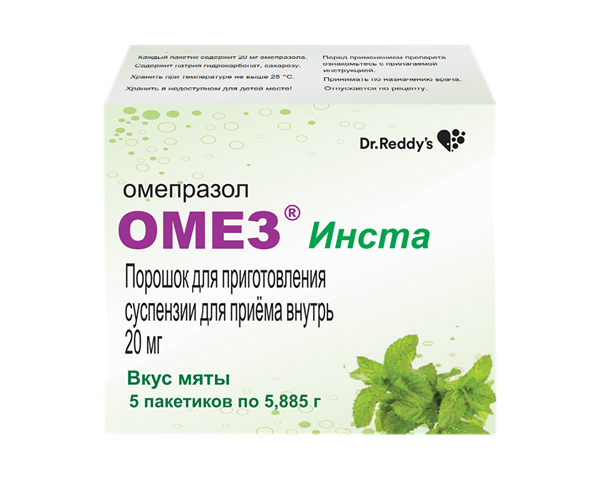 Каждый пакетик содержит 20 мг омепразола.
Содержит натрия гидрокарбонат, сахарозу.
Хранить при температуре не выше 25 °С.
Хранить в недоступном для детей месте!
Перед применением препарата
ознакомьтесь с прилагаемой
инструкцией.
Принимать по назначению врача.
Отпускается по рецепту.
Dr.Reddy's
омепразол
ОМЕЗ® Инста
Порошок для приготовления
суспензии для приёма внутрь
20 мг
Вкус мяты
5 пакетиков по 5,885 г